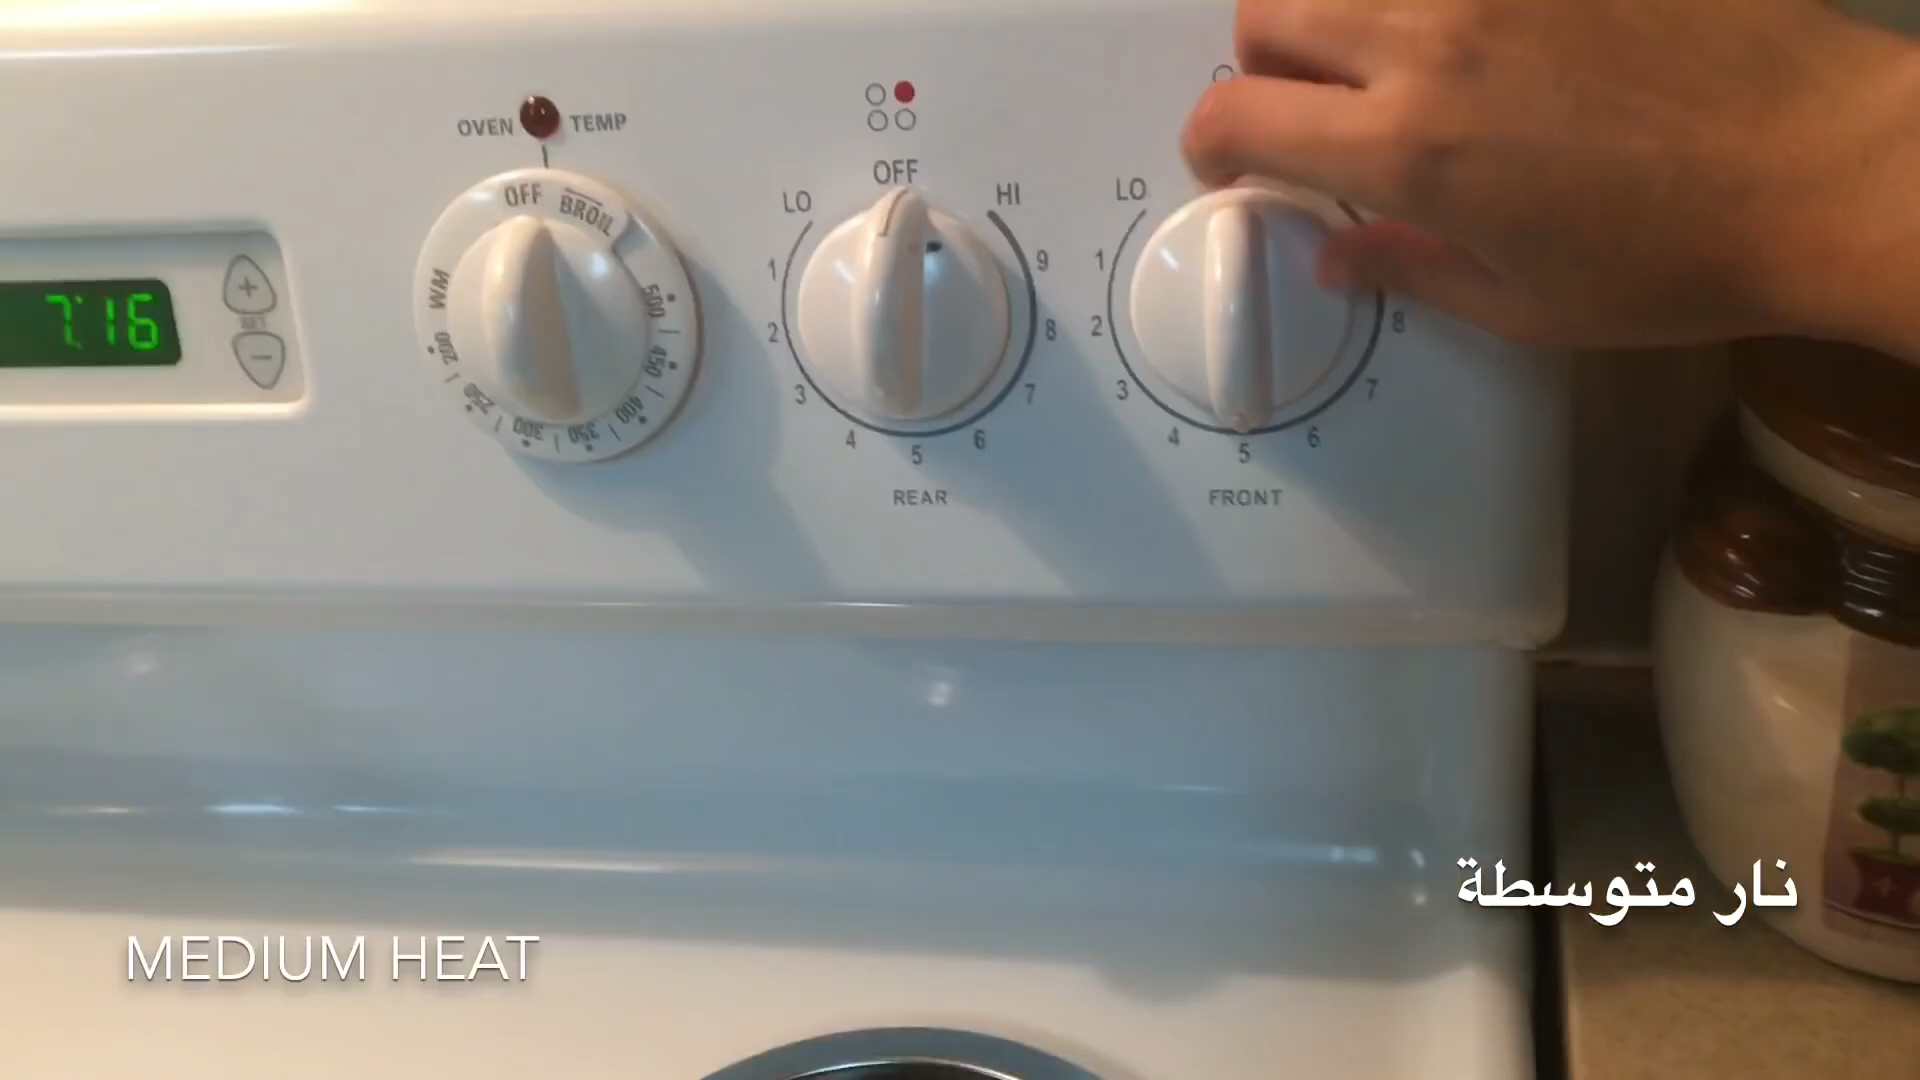 OVEN TEMP
OFF
BROIL
500
450
400
350
300
250
200
WM
7:16
SET
OFF
LO
HI
1
2
3
4
5
6
7
8
9
REAR
LO
1
2
3
4
5
6
7
8
FRONT
نار متوسطة
MEDIUM HEAT